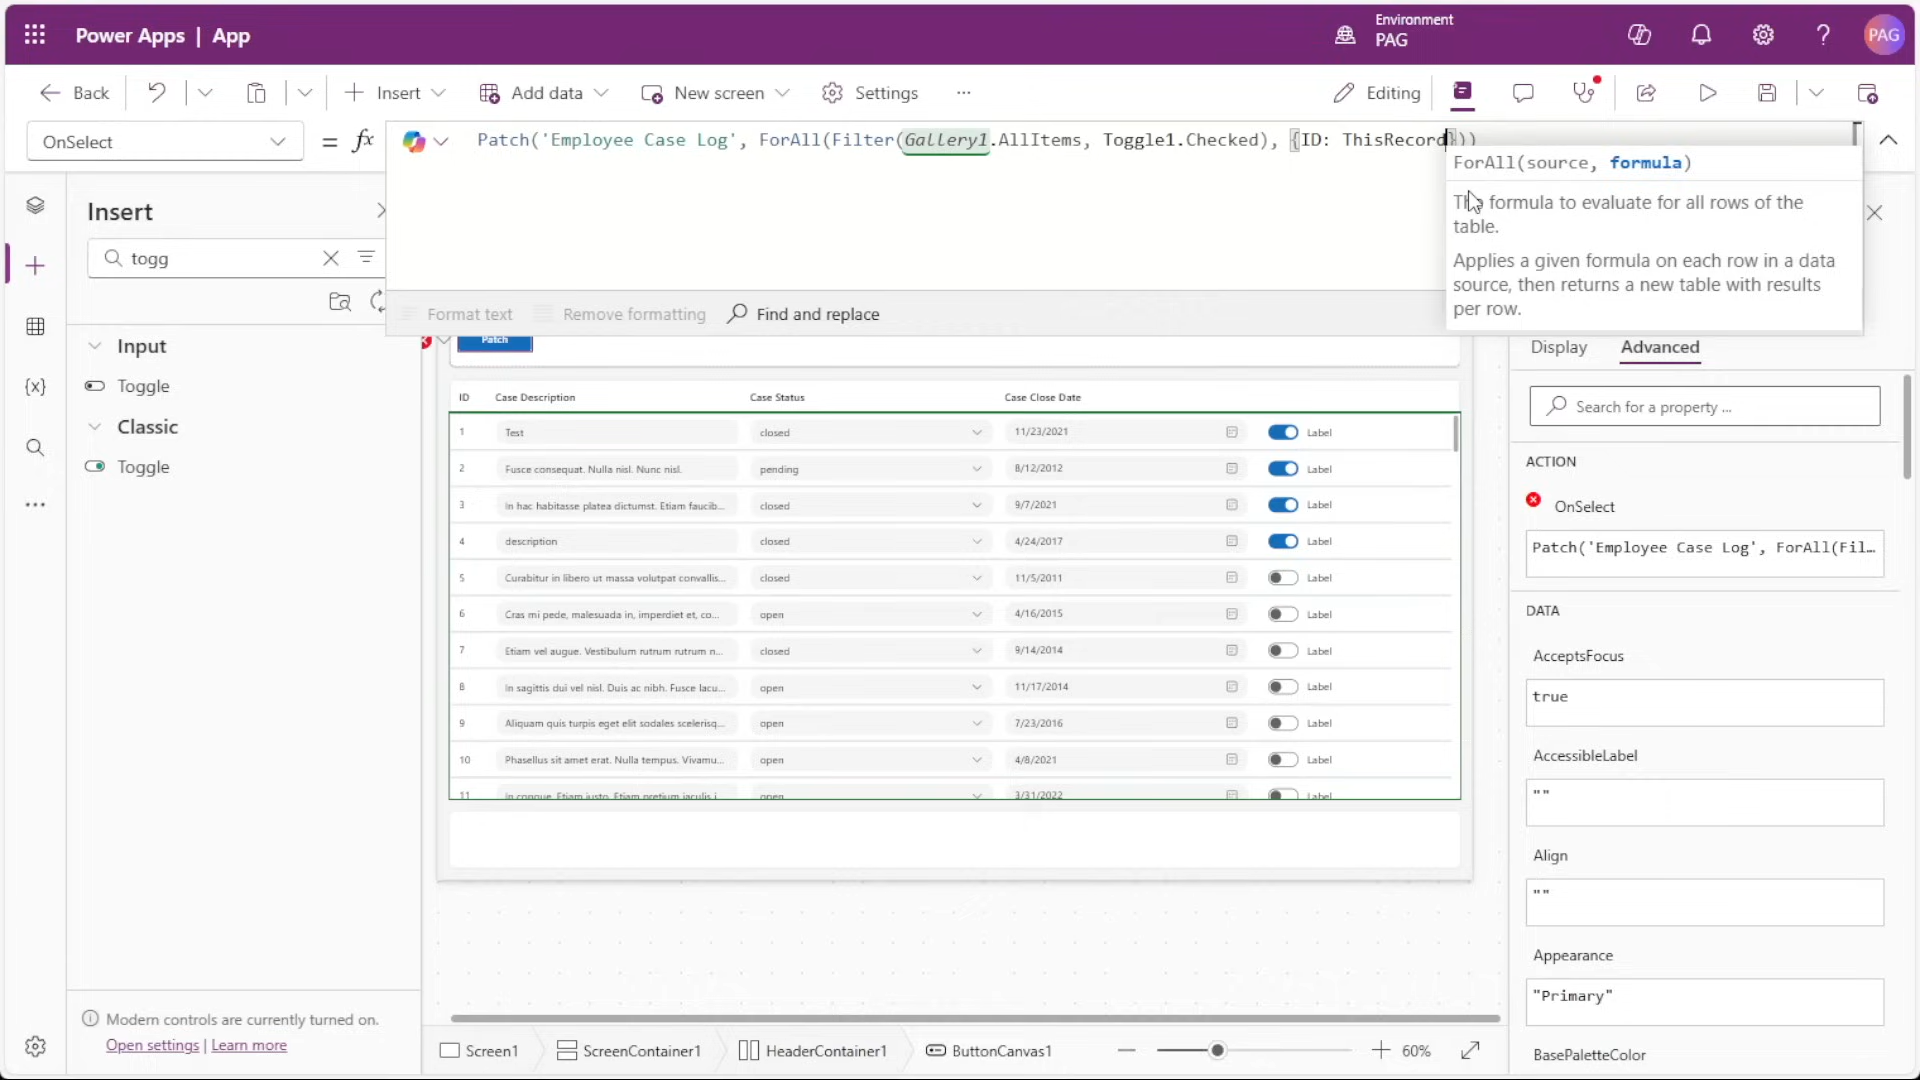 Power Apps | App
Environment
PAG
PAG
Back
Insert
Add data
New screen
Settings
...
Editing
OnSelect
= fx
Patch('Employee Case Log', ForAll(Filter(Gallery1.AllItems, Toggle1.Checked), {ID: ThisRecord}))
ForAll(source, formula)
The formula to evaluate for all rows of the
table.
Applies a given formula on each row in a data
source, then returns a new table with results
per row.
Insert
togg
Format text
Remove formatting
Find and replace
Input
Toggle
Classic
Toggle
Patch
ID Case Description Case Status Case Close Date
1 Test closed 11/23/2021 Label
2 Fusce consequat. Nulla nisl. Nunc nisl. pending 8/12/2012 Label
3 In hac habitasse platea dictumst. Etiam faucib... closed 9/7/2021 Label
4 description closed 4/24/2017 Label
5 Curabitur in libero ut massa volutpat convallis... closed 11/5/2011 Label
6 Cras mi pede, malesuada in, imperdiet et, co... open 4/16/2015 Label
7 Etiam vel augue. Vestibulum rutrum rutrum n... closed 9/14/2014 Label
8 In sagittis dui vel nisl. Duis ac nibh. Fusce lacu... open 11/17/2014 Label
9 Aliquam quis turpis eget elit sodales scelerisq... open 7/23/2016 Label
10 Phasellus sit amet erat. Nulla tempus. Vivamu... open 4/8/2021 Label
11 In congue. Etiam justo. Etiam pretium iaculis j open 3/31/2022 Label
Display
Advanced
Search for a property ...
ACTION
OnSelect
Patch('Employee Case Log', ForAll(Fil...
DATA
AcceptsFocus
true
AccessibleLabel
""
Align
""
Appearance
"Primary"
BasePaletteColor
Modern controls are currently turned on.
Open settings | Learn more
Screen1
ScreenContainer1
HeaderContainer1
ButtonCanvas1
60%